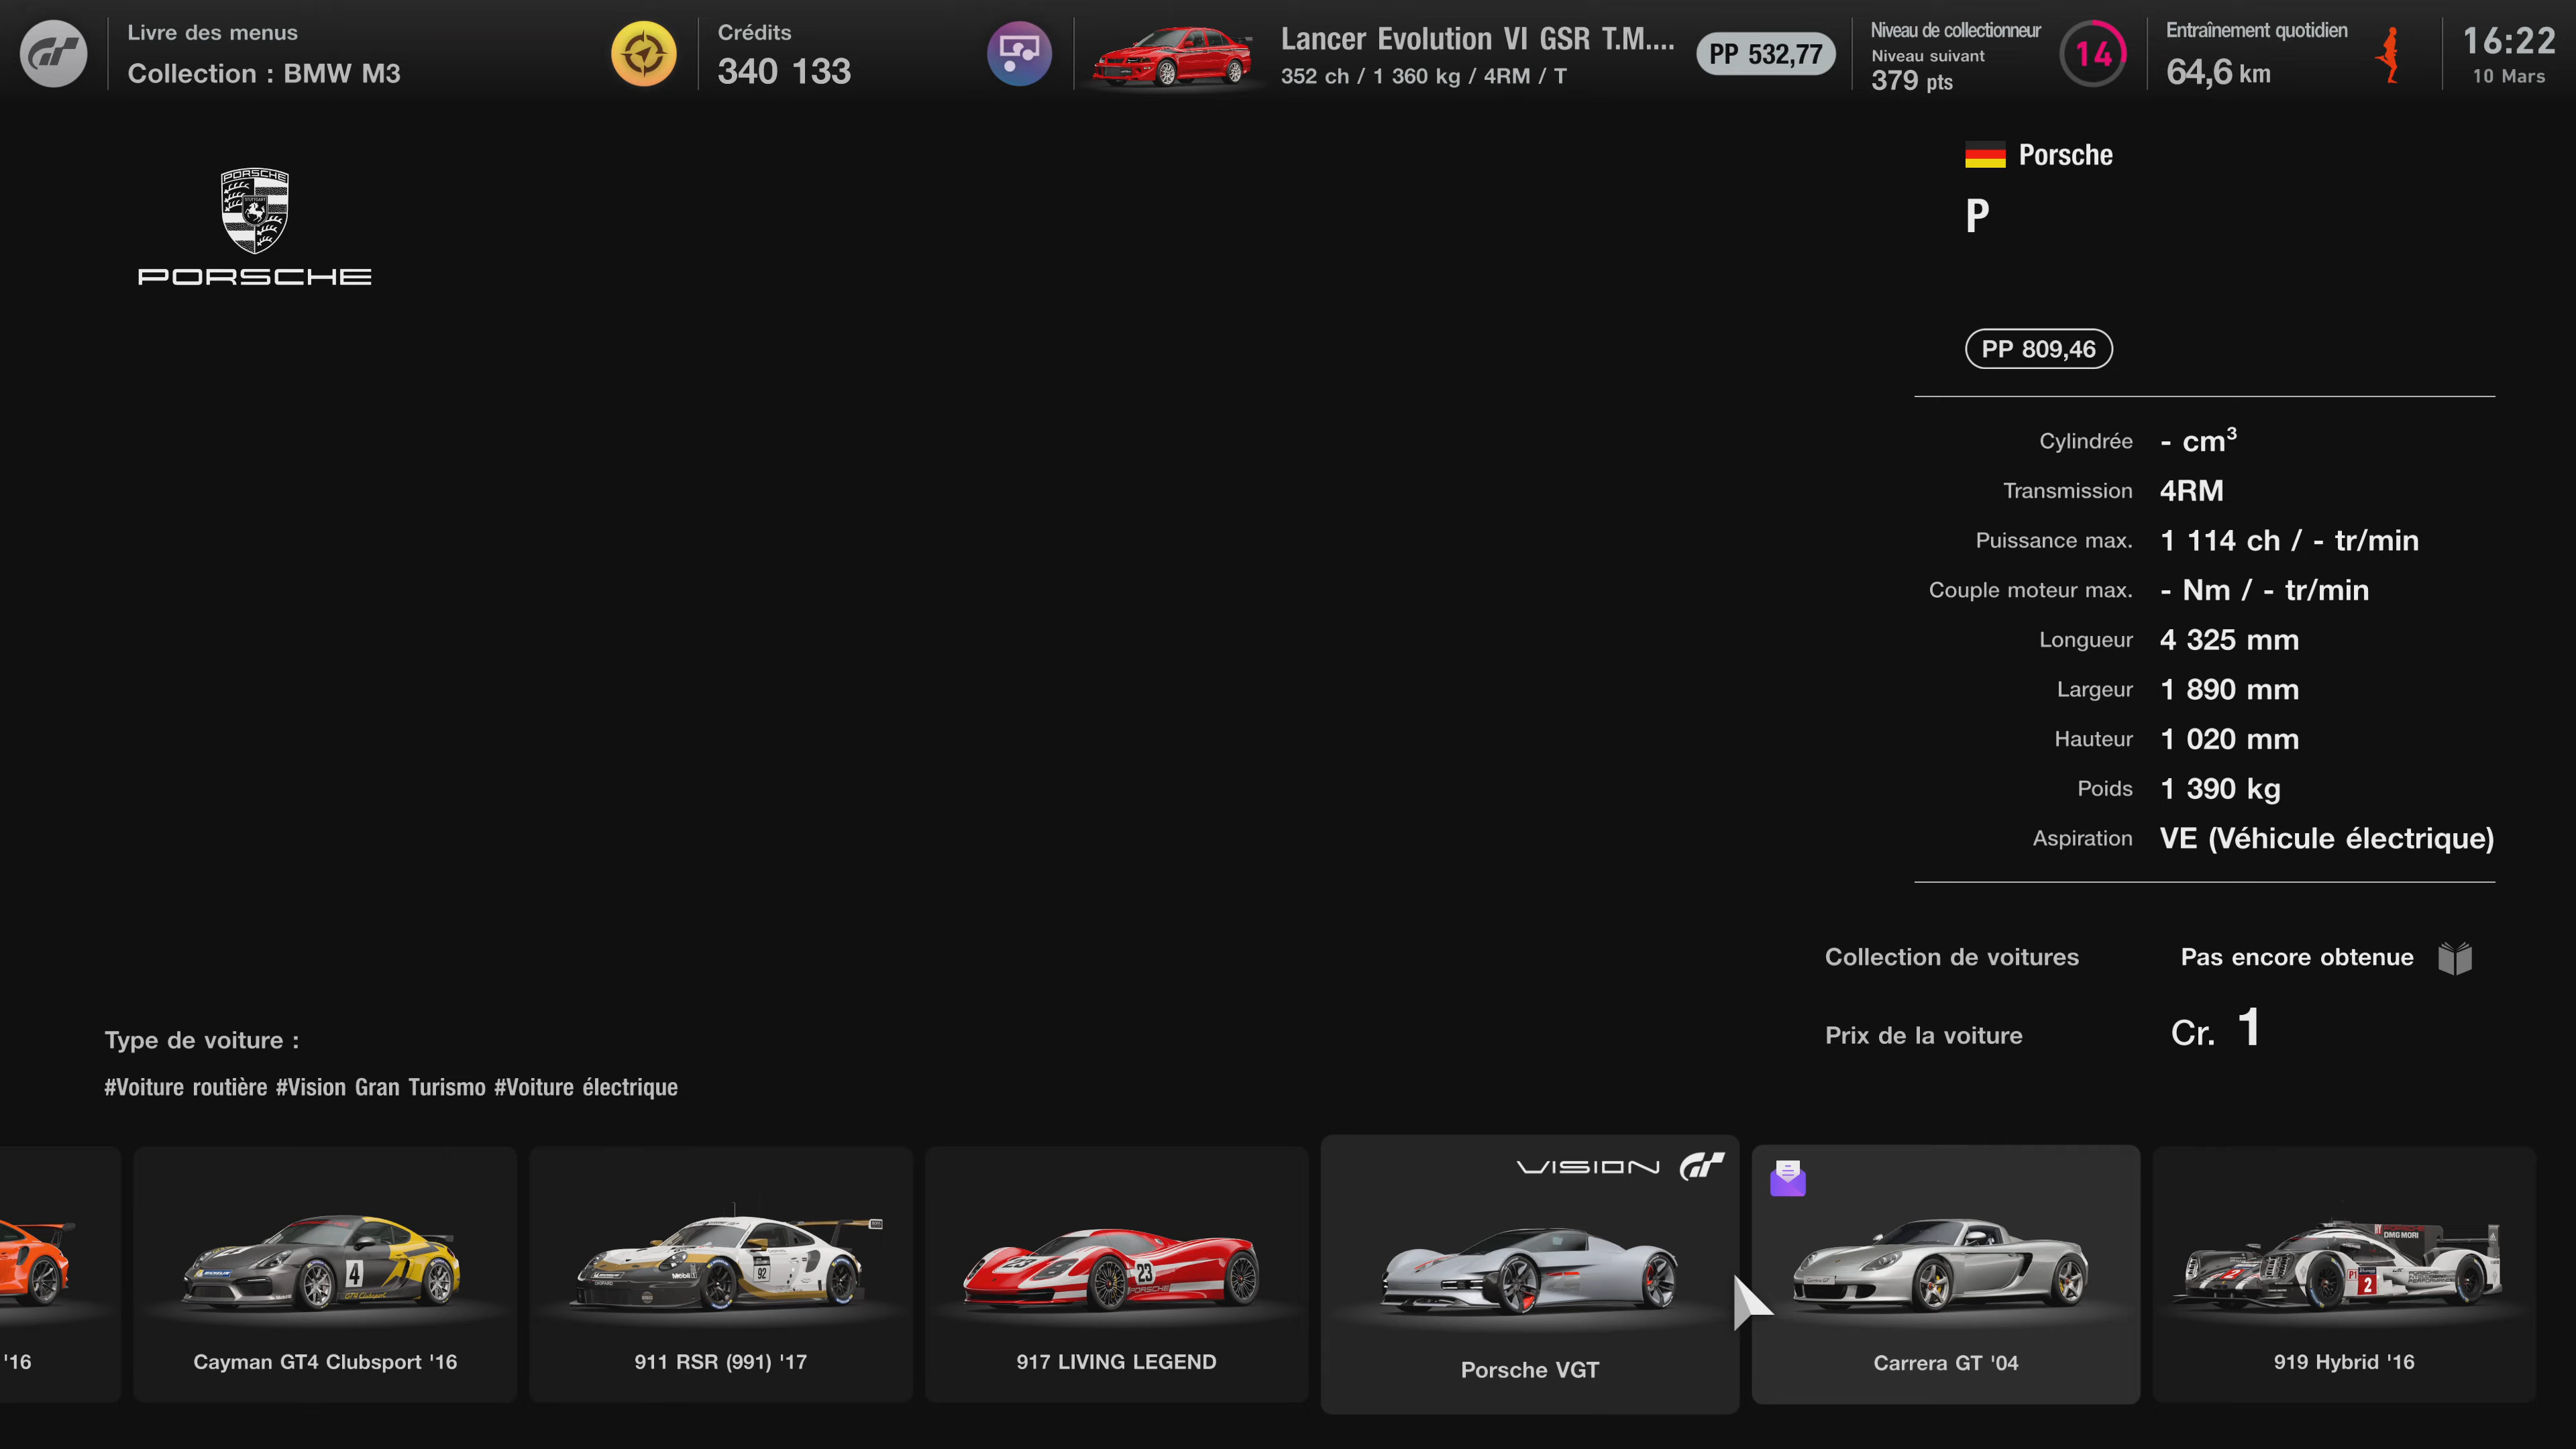 Livre des menus
Collection : BMW M3
Crédits
340 133
Lancer Evolution VI GSR T.M....
352 ch / 1 360 kg / 4RM / T
PP 532,77
Niveau de collectionneur
Niveau suivant
379 pts
14
Entraînement quotidien
64,6 km
16:22
10 Mars
PORSCHE
Porsche
P
PP 809,46
Cylindrée - cm³
Transmission 4RM
Puissance max. 1 114 ch / - tr/min
Couple moteur max. - Nm / - tr/min
Longueur 4 325 mm
Largeur 1 890 mm
Hauteur 1 020 mm
Poids 1 390 kg
Aspiration VE (Véhicule électrique)
Collection de voitures Pas encore obtenue
Prix de la voiture Cr. 1
Type de voiture :
#Voiture routière #Vision Gran Turismo #Voiture électrique
VISION GT
'16
Cayman GT4 Clubsport '16
911 RSR (991) '17
917 LIVING LEGEND
Porsche VGT
Carrera GT '04
919 Hybrid '16